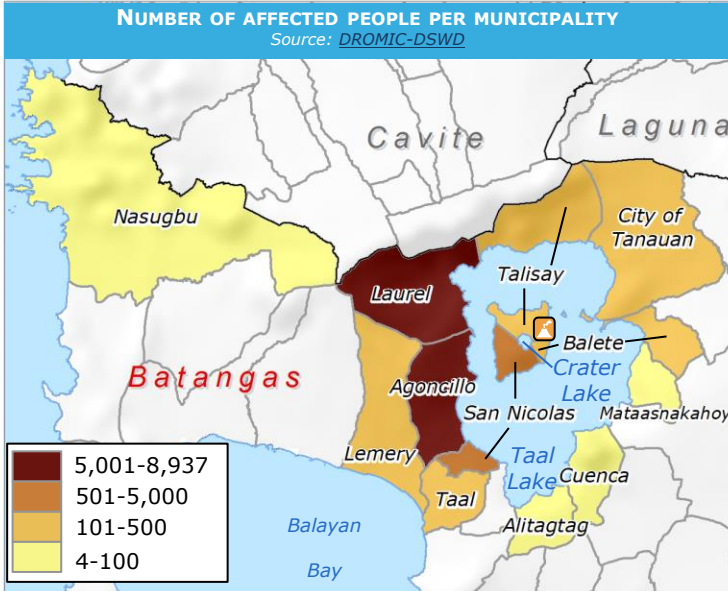 NUMBER OF AFFECTED PEOPLE PER MUNICIPALITY
Source: DROMIC-DSWD
Cavite
Laguna
Nasugbu
City of
Tanauan
Talisay
Laurel
Balete
Crater
Lake
Batangas
Agoncillo
San Nicolas
Mataasnakahoy
Lemery
Taal
Lake
Cuenca
Taal
Alitagtag
Balayan
Bay
5,001-8,937
501-5,000
101-500
4-100